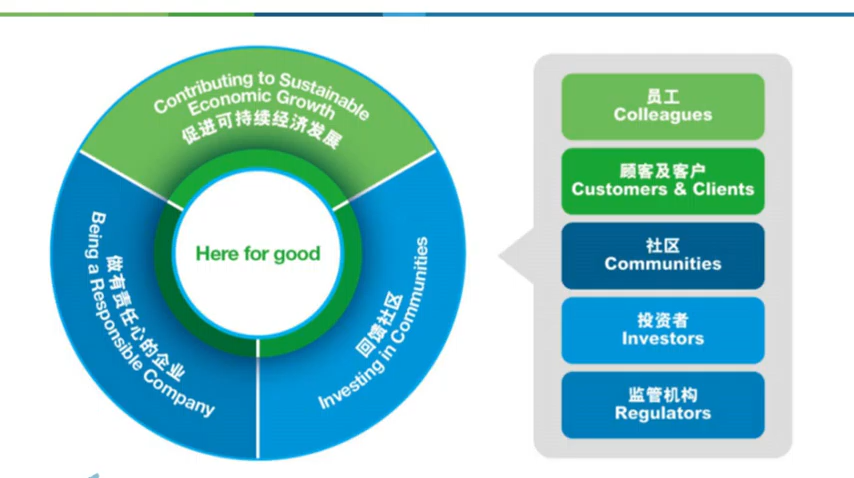 Contributing to Sustainable
Economic Growth
促进可持续经济发展
Here for good
做有责任心的企业
Being a Responsible Company
回馈社区
Investing in Communities
员工
Colleagues
顾客及客户
Customers & Clients
社区
Communities
投资者
Investors
监管机构
Regulators